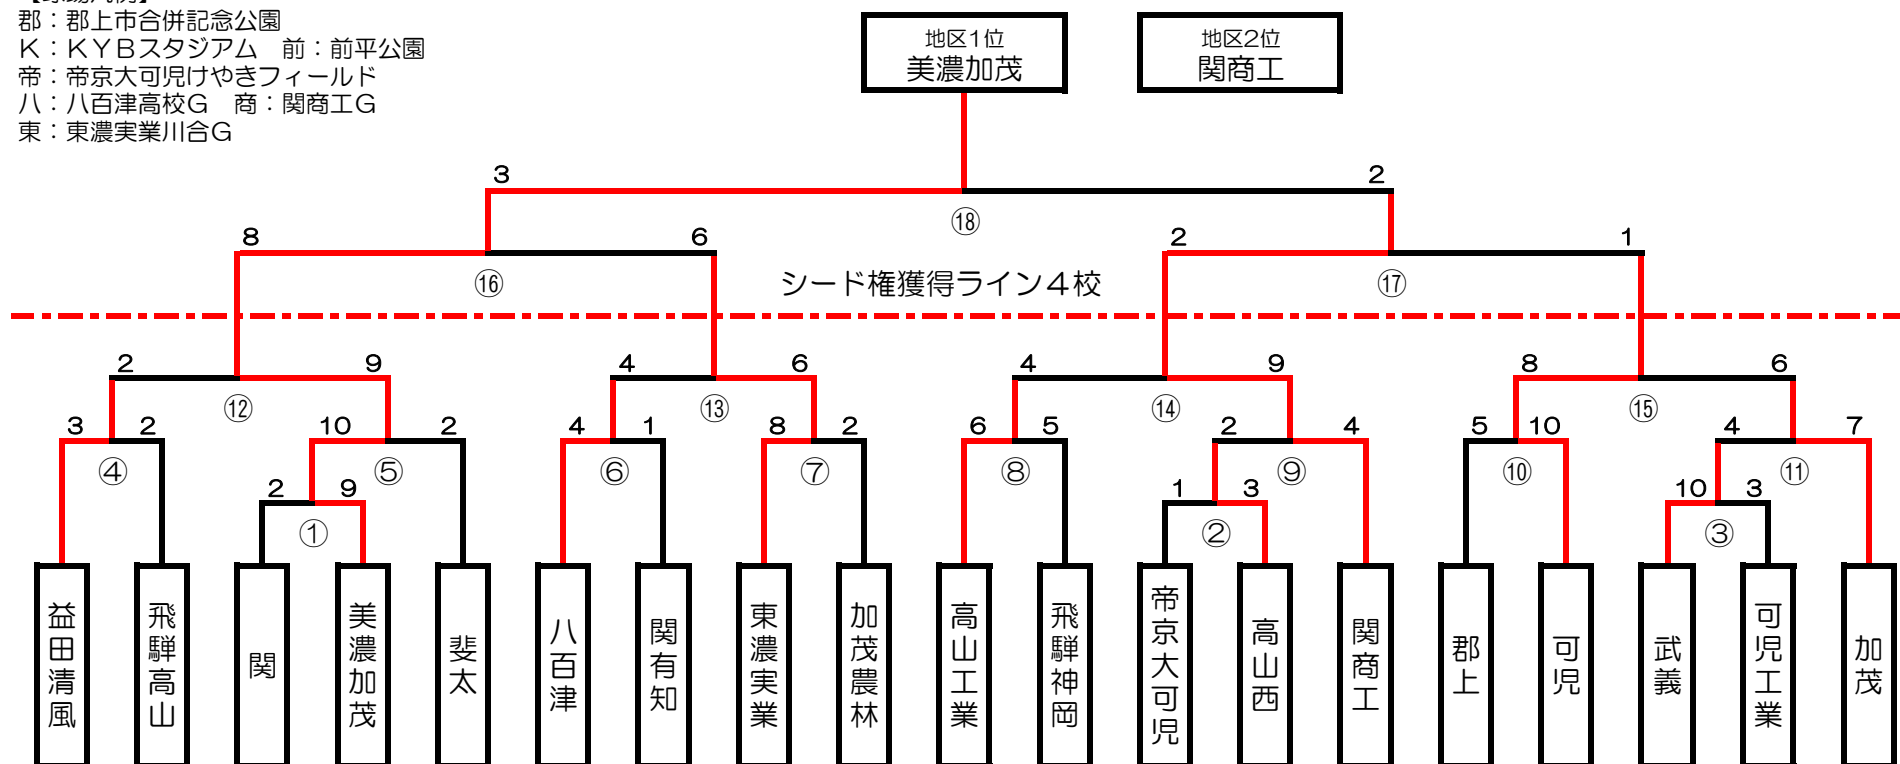 郡：郡上市合併記念公園
K：KYBスタジアム　前：前平公園
帝：帝京大可児けやきフィールド
八：八百津高校G　商：関商工G
東：東濃実業川合G
地区1位
美濃加茂
地区2位
関商工
3
2
⑱
8
6
2
1
⑯
シード権獲得ライン4校
⑰
2
9
4
6
4
9
8
6
⑫
⑬
⑭
⑮
3
2
10
2
4
1
8
2
6
5
2
4
5
10
4
7
④
⑤
⑥
⑦
⑧
⑨
⑩
⑪
2
9
1
3
10
3
①
②
③
益田清風
飛騨高山
関
美濃加茂
斐太
八百津
関有知
東濃実業
加茂農林
高山工業
飛騨神岡
帝京大可児
高山西
関商工
郡上
可児
武義
可児工業
加茂